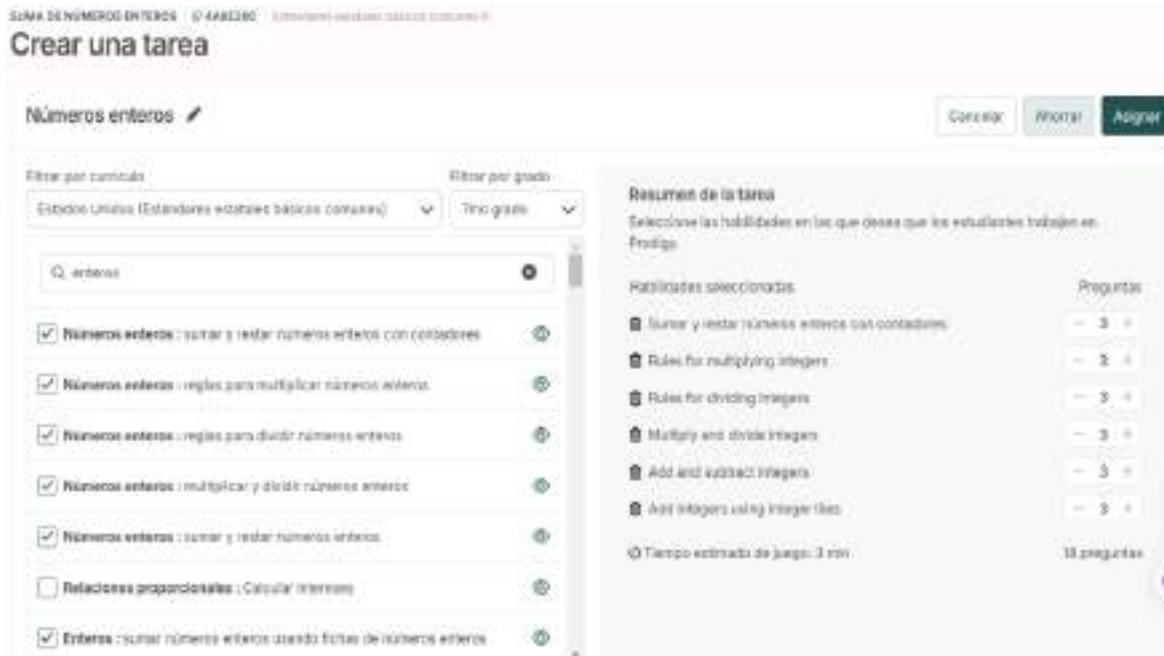 SUMA DE NÚMEROS ENTEROS
Crear una tarea
Números enteros
Cancelar
Ahorrar
Asignar
Filtrar por currículo
Filtrar por grado
Estados Unidos (Estándares estatales básicos comunes)
7mo grado
enteros
Números enteros : sumar y restar números enteros con contadores
Números enteros : reglas para multiplicar números enteros
Números enteros : reglas para dividir números enteros
Números enteros : multiplicar y dividir números enteros
Números enteros : sumar y restar números enteros
Relaciones proporcionales : Calcular intereses
Enteros : sumar números enteros usando fichas de números enteros
Resumen de la tarea
Seleccione las habilidades en las que desea que los estudiantes trabajen en
Prodigy.
Habilidades seleccionadas
Preguntas
Sumar y restar números enteros con contadores
- 3 +
Rules for multiplying integers
- 3 +
Rules for dividing integers
- 3 +
Multiply and divide integers
- 3 +
Add and subtract integers
- 3 +
Add integers using integer tiles
- 3 +
Tiempo estimado de juego: 3 min
18 preguntas